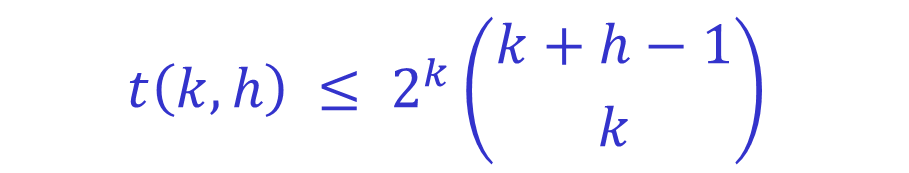 t(k, h) ≤ 2^k \binom{k + h − 1}{k}